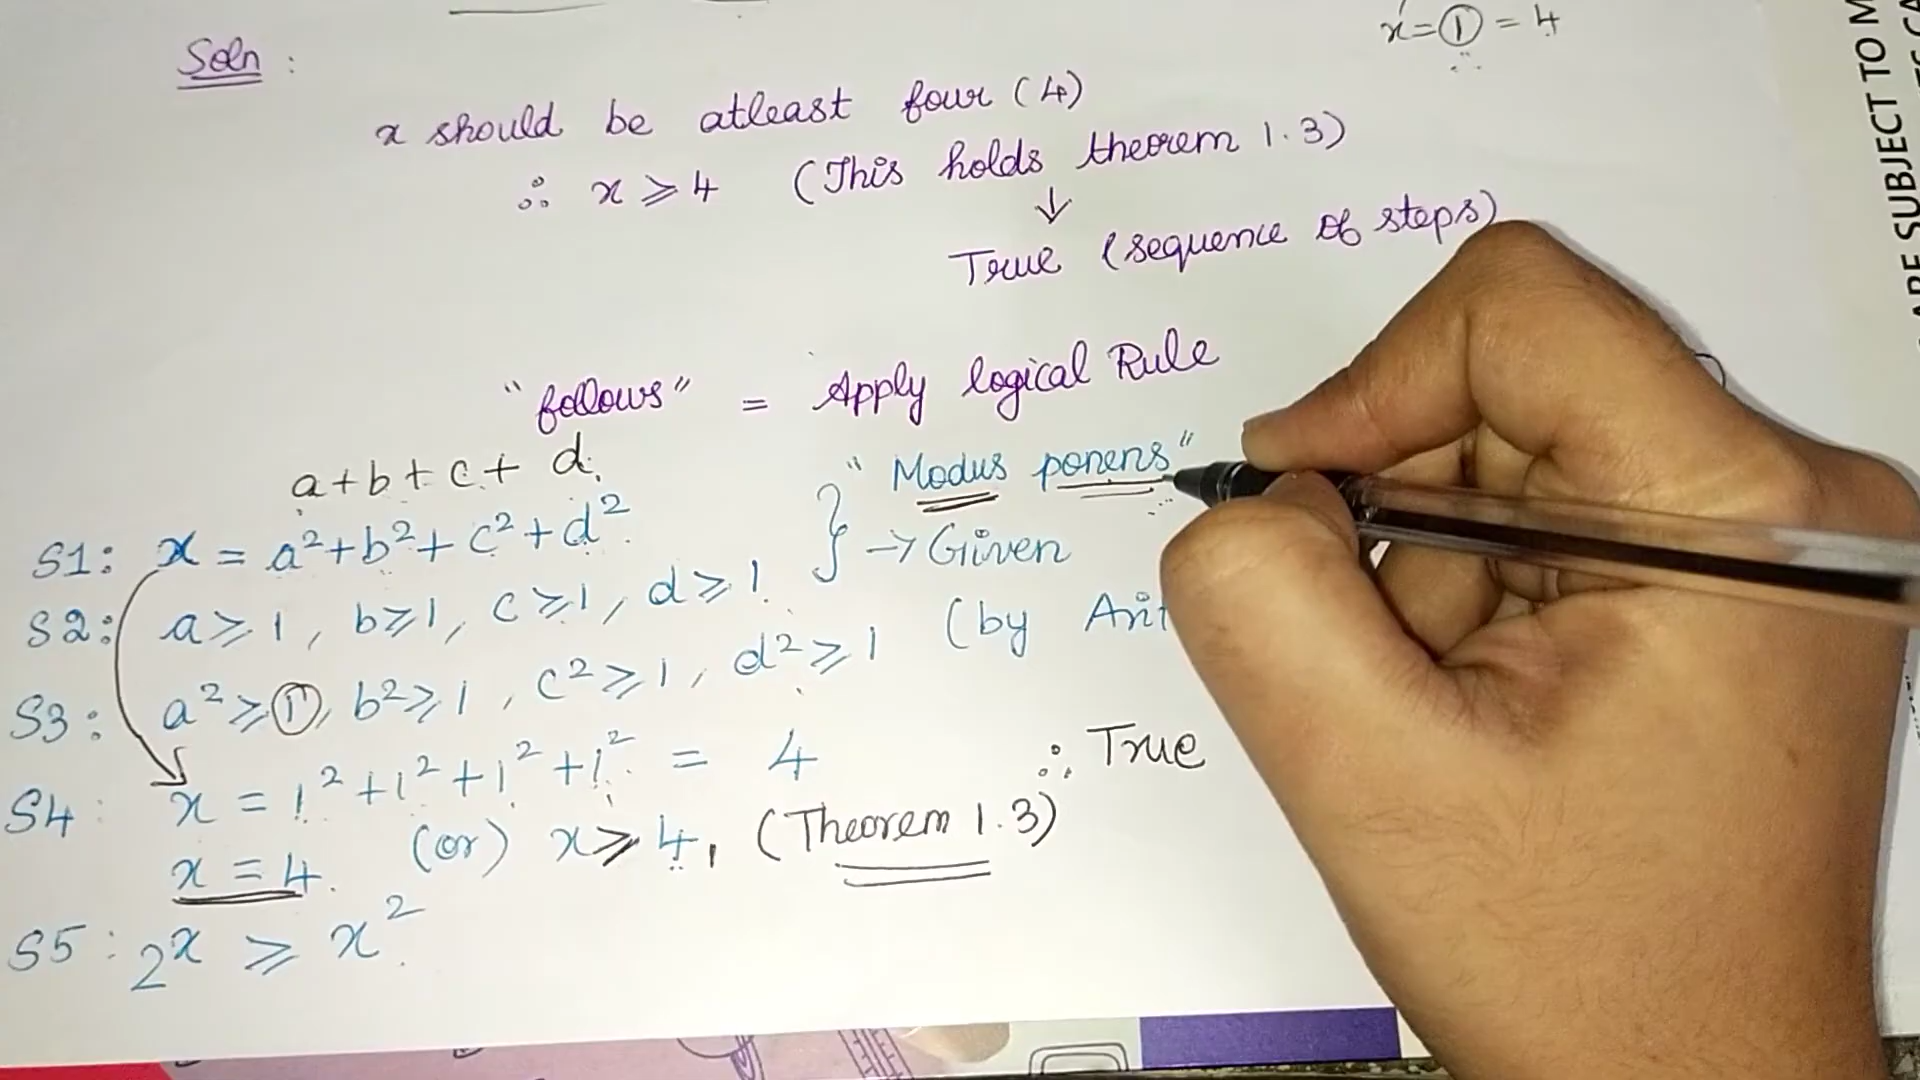 x = 1 = 4
Soln :
x should be atleast four (4)
∴ x ⩾ 4 (This holds theorem 1.3)
↓
True (sequence of steps)
"follows" = Apply logical Rule
a+b+c+ d.
"Modus ponens"
S1: x = a²+b²+c²+d² } → Given
S2: a ⩾ 1, b⩾1, c ⩾1, d ⩾ 1
S3: a² ⩾ 1, b² ⩾ 1, c² ⩾ 1, d² ⩾ 1 (by
S4: x = 1²+1²+1²+1² = 4 ∴ True
x = 4. (or) x ⩾ 4, (Theorem 1.3)
S5: 2ˣ ⩾ x²
ARE SUBJECT TO